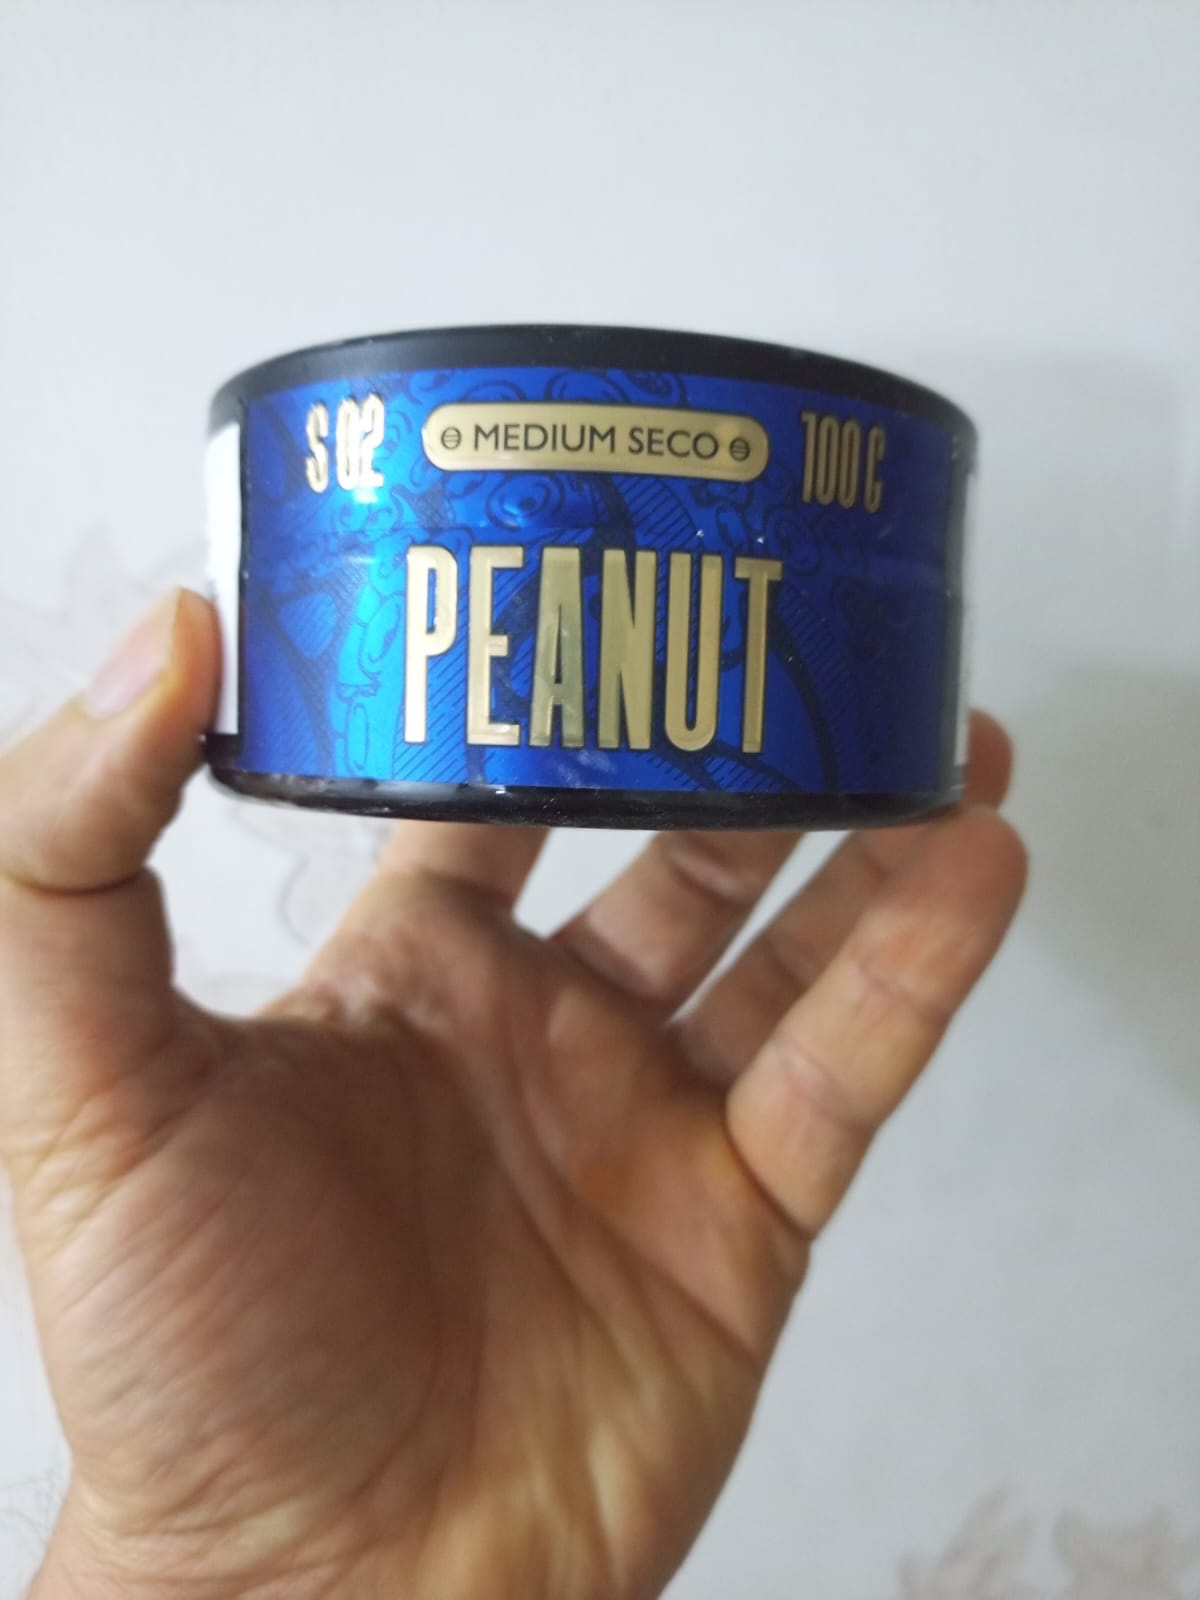 S 02
MEDIUM SECO
100 G
PEANUT